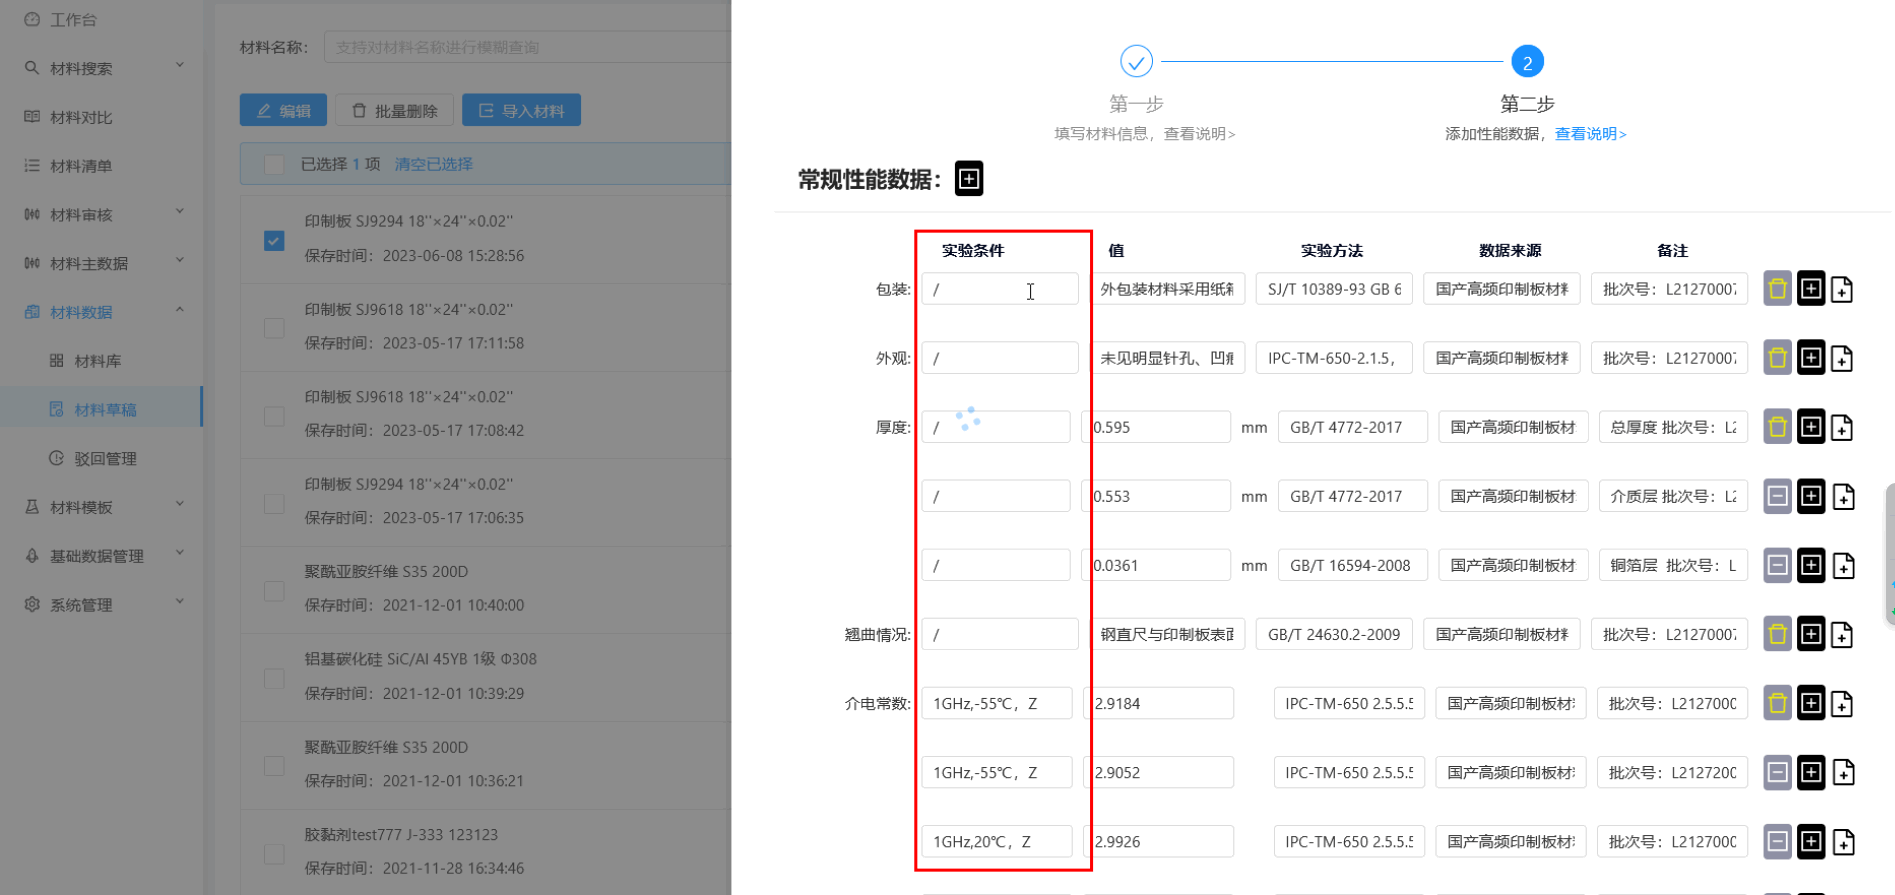 工作台
材料搜索
材料对比
材料清单
材料审核
材料主数据
材料数据
材料库
材料草稿
驳回管理
材料模板
基础数据管理
系统管理
材料名称： 支持对材料名称进行模糊查询
编辑 批量删除 导入材料
已选择 1 项 清空已选择
印制板 SJ9294 18''×24''×0.02''
保存时间：2023-06-08 15:28:56
印制板 SJ9618 18''×24''×0.02''
保存时间：2023-05-17 17:11:58
印制板 SJ9618 18''×24''×0.02''
保存时间：2023-05-17 17:08:42
印制板 SJ9294 18''×24''×0.02''
保存时间：2023-05-17 17:06:35
聚酰亚胺纤维 S35 200D
保存时间：2021-12-01 10:40:00
铝基碳化硅 SiC/Al 45YB 1级 Φ308
保存时间：2021-12-01 10:39:29
聚酰亚胺纤维 S35 200D
保存时间：2021-12-01 10:36:21
胶黏剂test777 J-333 123123
保存时间：2021-11-28 16:34:46
2
第一步 第二步
填写材料信息，查看说明> 添加性能数据，查看说明>
常规性能数据：
实验条件 值 实验方法 数据来源 备注
包装: / 外包装材料采用纸箱 SJ/T 10389-93 GB 6 国产高频印制板材料 批次号：L2127000
外观: / 未见明显针孔、凹痕 IPC-TM-650-2.1.5， 国产高频印制板材料 批次号：L2127000
厚度: / 0.595 mm GB/T 4772-2017 国产高频印制板材 总厚度 批次号：L2
/ 0.553 mm GB/T 4772-2017 国产高频印制板材 介质层 批次号：L2
/ 0.0361 mm GB/T 16594-2008 国产高频印制板材 铜箔层 批次号：L
翘曲情况: / 钢直尺与印制板表面 GB/T 24630.2-2009 国产高频印制板材料 批次号：L2127000
介电常数: 1GHz,-55℃，Z 2.9184 IPC-TM-650 2.5.5.5 国产高频印制板材 批次号：L212700
1GHz,-55℃，Z 2.9052 IPC-TM-650 2.5.5.5 国产高频印制板材 批次号：L212720
1GHz,20℃，Z 2.9926 IPC-TM-650 2.5.5.5 国产高频印制板材 批次号：L212700